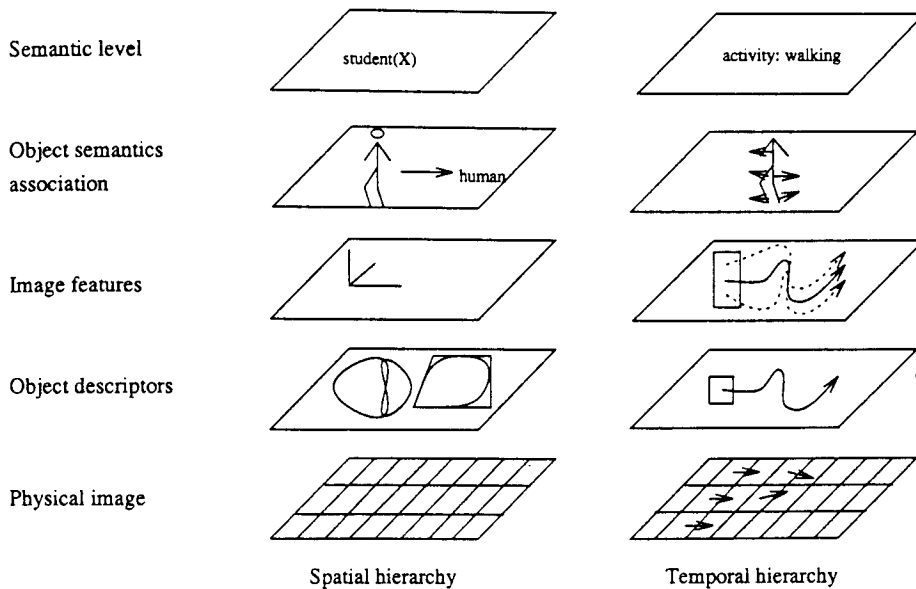 Semantic level
student(X)
activity: walking
Object semantics
association
human
Image features
Object descriptors
Physical image
Spatial hierarchy
Temporal hierarchy